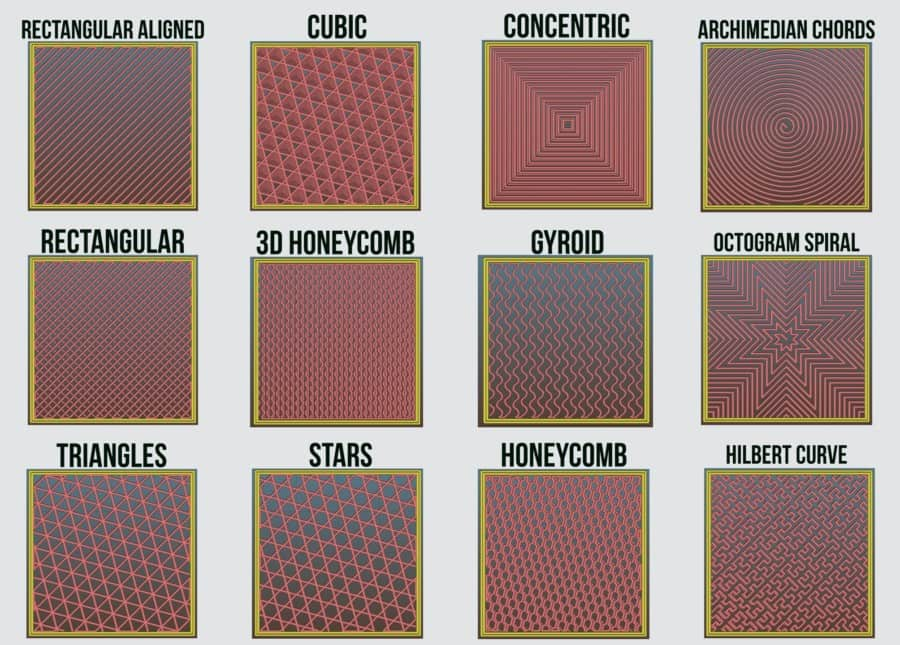 RECTANGULAR ALIGNED
CUBIC
CONCENTRIC
ARCHIMEDIAN CHORDS
RECTANGULAR
3D HONEYCOMB
GYROID
OCTOGRAM SPIRAL
TRIANGLES
STARS
HONEYCOMB
HILBERT CURVE